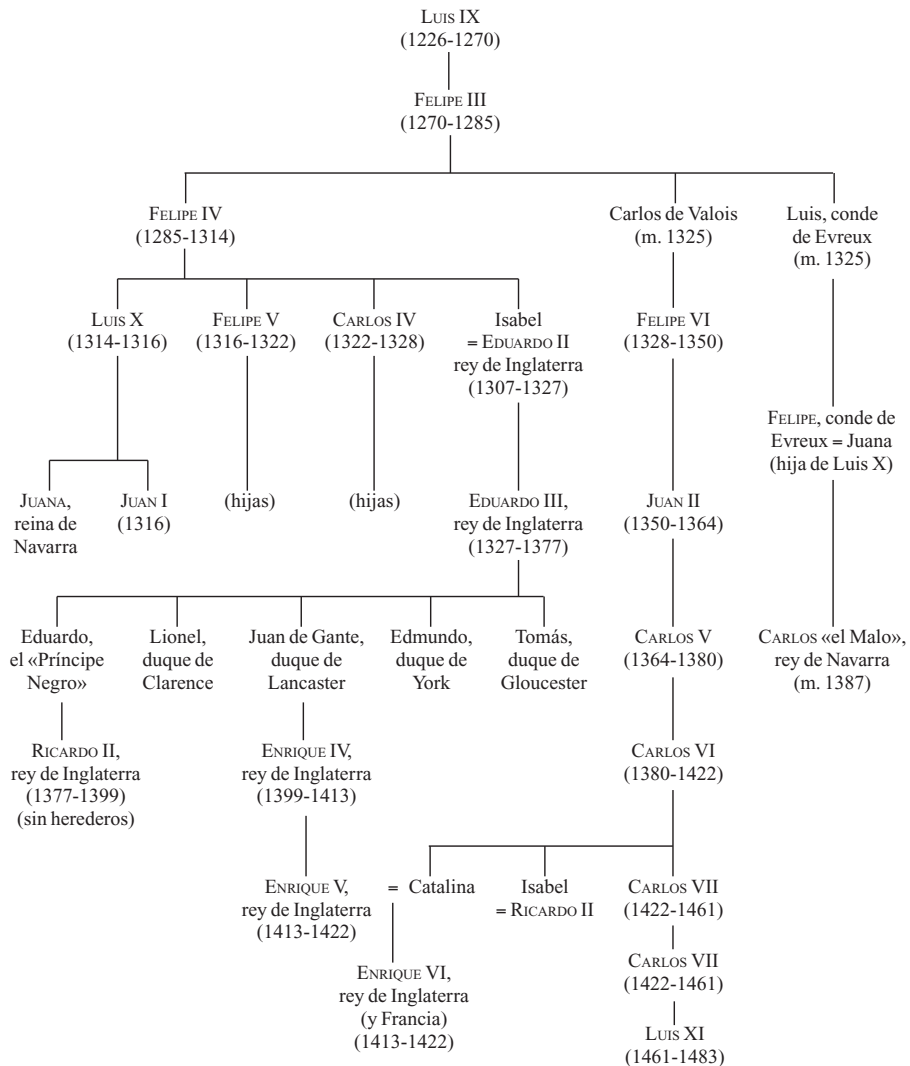 LUIS IX
(1226-1270)
FELIPE III
(1270-1285)
FELIPE IV
(1285-1314)
Carlos de Valois
(m. 1325)
Luis, conde
de Evreux
(m. 1325)
LUIS X
(1314-1316)
FELIPE V
(1316-1322)
CARLOS IV
(1322-1328)
Isabel
= EDUARDO II
rey de Inglaterra
(1307-1327)
FELIPE VI
(1328-1350)
FELIPE, conde de
Evreux = Juana
(hija de Luis X)
JUANA,
reina de
Navarra
JUAN I
(1316)
(hijas)
(hijas)
EDUARDO III,
rey de Inglaterra
(1327-1377)
JUAN II
(1350-1364)
Eduardo,
el «Príncipe
Negro»
Lionel,
duque de
Clarence
Juan de Gante,
duque de
Lancaster
Edmundo,
duque de
York
Tomás,
duque de
Gloucester
CARLOS V
(1364-1380)
CARLOS «el Malo»,
rey de Navarra
(m. 1387)
RICARDO II,
rey de Inglaterra
(1377-1399)
(sin herederos)
ENRIQUE IV,
rey de Inglaterra
(1399-1413)
CARLOS VI
(1380-1422)
ENRIQUE V,
rey de Inglaterra
(1413-1422)
= Catalina
Isabel
= RICARDO II
CARLOS VII
(1422-1461)
ENRIQUE VI,
rey de Inglaterra
(y Francia)
(1413-1422)
CARLOS VII
(1422-1461)
LUIS XI
(1461-1483)